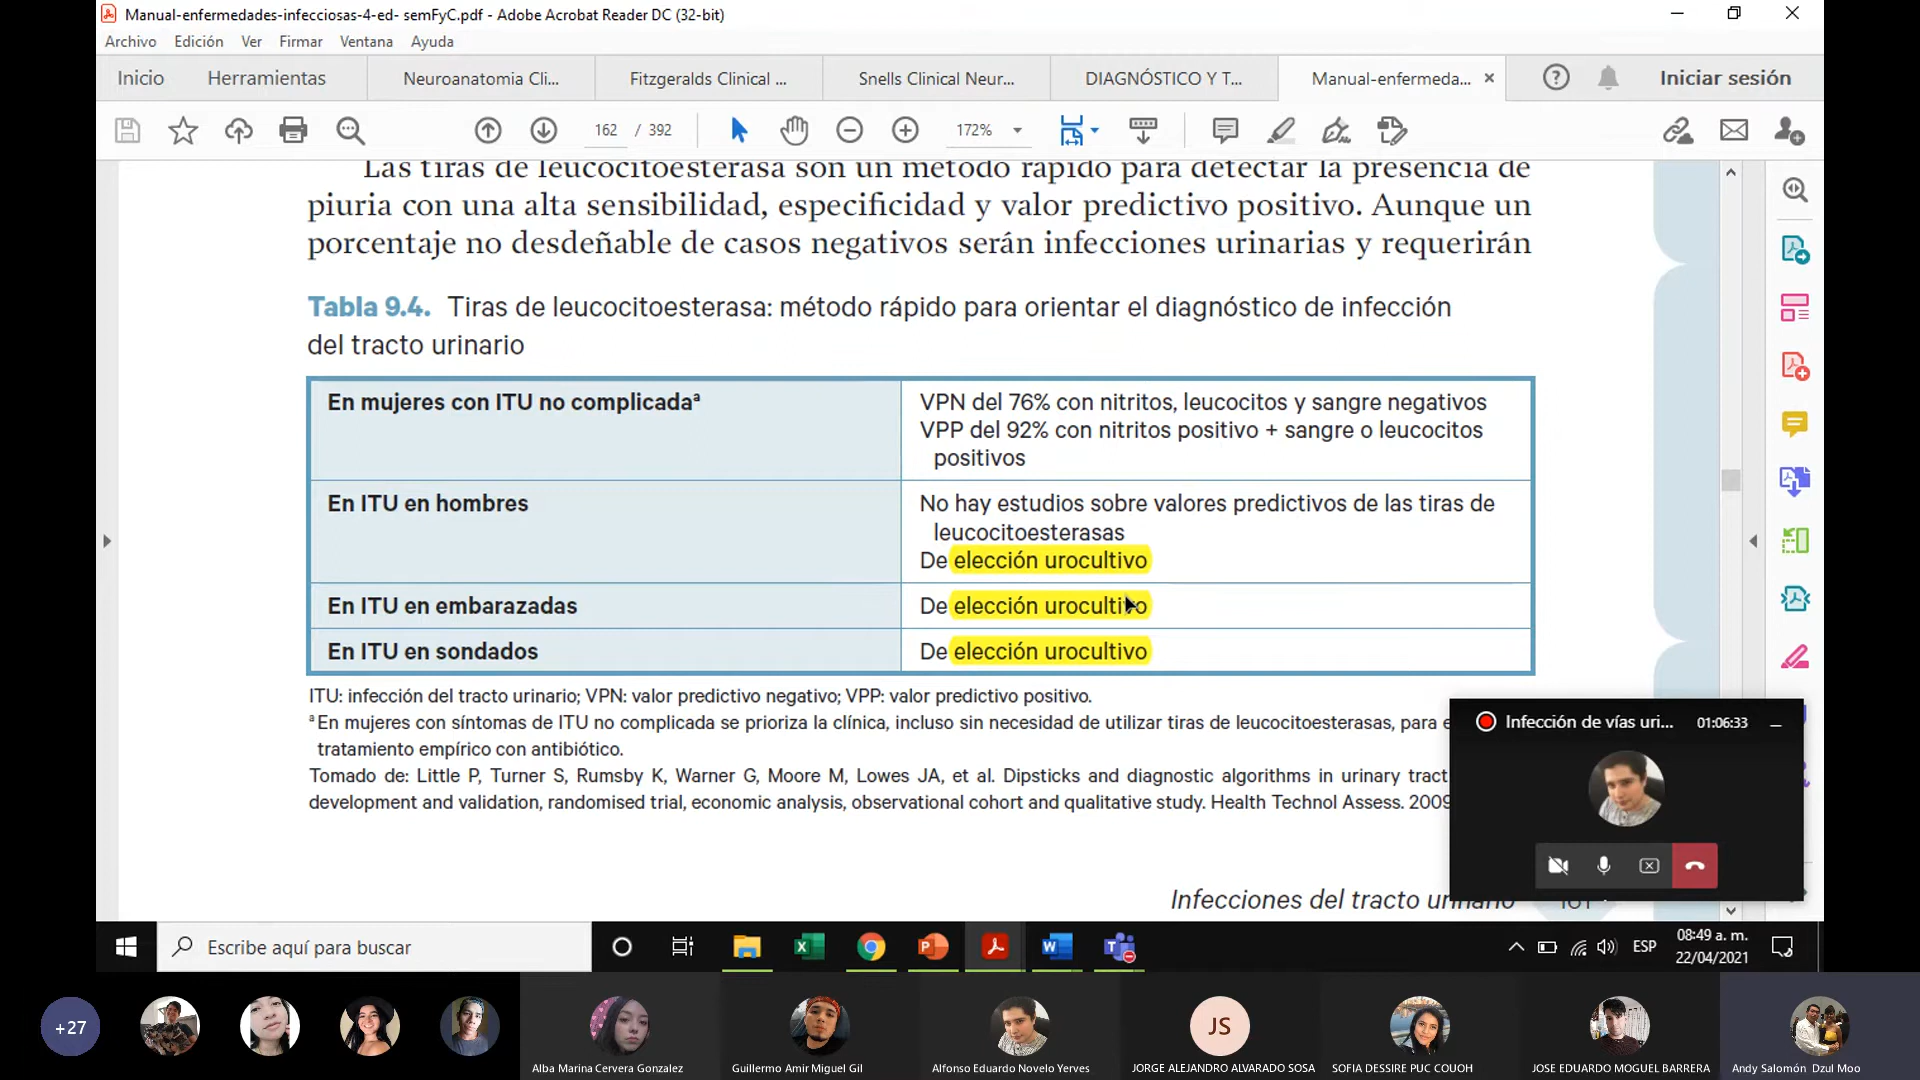 Manual-enfermedades-infecciosas-4-ed- semFyC.pdf - Adobe Acrobat Reader DC (32-bit)
Archivo Edición Ver Firmar Ventana Ayuda
Inicio Herramientas Neuroanatomia Cli... Fitzgeralds Clinical ... Snells Clinical Neur... DIAGNÓSTICO Y T... Manual-enfermeda... Iniciar sesión
162 / 392 172%
Las tiras de leucocitoesterasa son un método rápido para detectar la presencia de
piuria con una alta sensibilidad, especificidad y valor predictivo positivo. Aunque un
porcentaje no desdeñable de casos negativos serán infecciones urinarias y requerirán
Tabla 9.4. Tiras de leucocitoesterasa: método rápido para orientar el diagnóstico de infección
del tracto urinario
En mujeres con ITU no complicadaª
VPN del 76% con nitritos, leucocitos y sangre negativos
VPP del 92% con nitritos positivo + sangre o leucocitos
positivos
En ITU en hombres
No hay estudios sobre valores predictivos de las tiras de
leucocitoesterasas
De elección urocultivo
En ITU en embarazadas
De elección urocultivo
En ITU en sondados
De elección urocultivo
ITU: infección del tracto urinario; VPN: valor predictivo negativo; VPP: valor predictivo positivo.
ª En mujeres con síntomas de ITU no complicada se prioriza la clínica, incluso sin necesidad de utilizar tiras de leucocitoesterasas, para e
tratamiento empírico con antibiótico.
Tomado de: Little P, Turner S, Rumsby K, Warner G, Moore M, Lowes JA, et al. Dipsticks and diagnostic algorithms in urinary tract
development and validation, randomised trial, economic analysis, observational cohort and qualitative study. Health Technol Assess. 2009
Infección de vías uri... 01:06:33
Infecciones del tracto urinario
Escribe aquí para buscar
ESP
08:49 a. m.
22/04/2021
+27
JS
Alba Marina Cervera Gonzalez
Guillermo Amir Miguel Gil
Alfonso Eduardo Novelo Yerves
JORGE ALEJANDRO ALVARADO SOSA
SOFIA DESSIRE PUC COUOH
JOSE EDUARDO MOGUEL BARRERA
Andy Salomón Dzul Moo